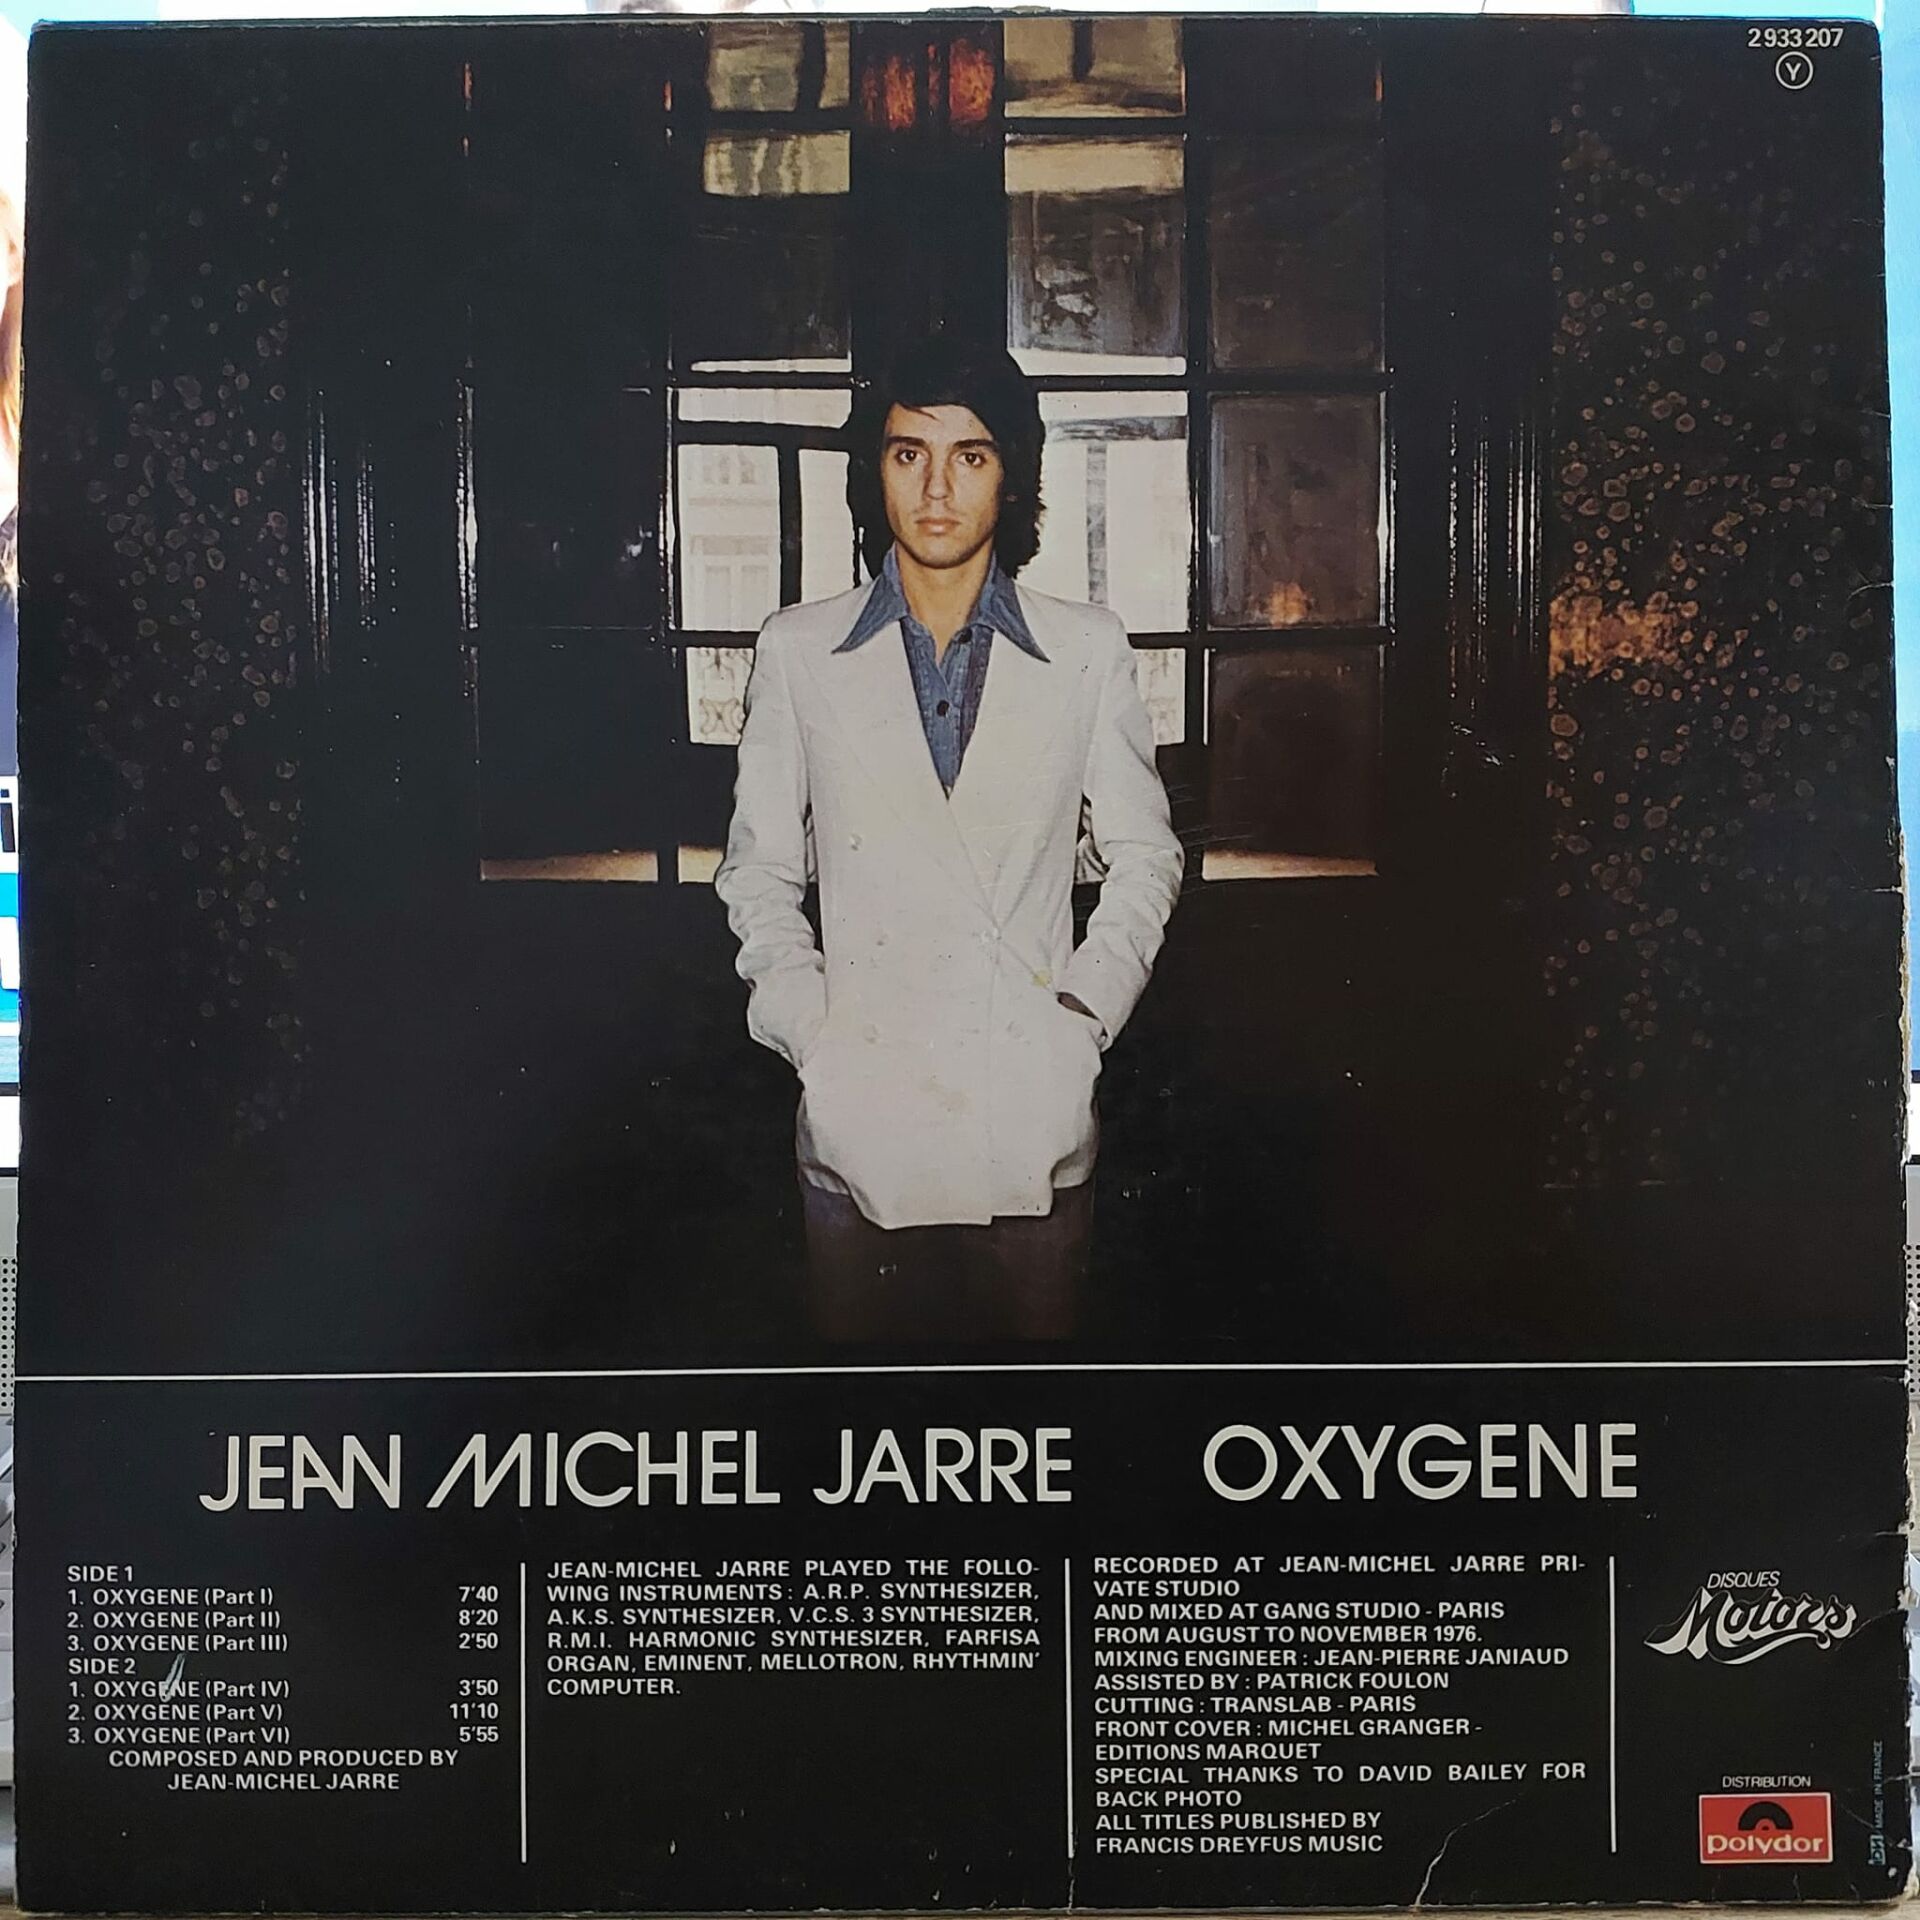 2 933 207
Y
JEAN MICHEL JARRE OXYGENE
SIDE 1
1. OXYGENE (Part I) 7'40
2. OXYGENE (Part II) 8'20
3. OXYGENE (Part III) 2'50
SIDE 2
1. OXYGENE (Part IV) 3'50
2. OXYGENE (Part V) 11'10
3. OXYGENE (Part VI) 5'55
COMPOSED AND PRODUCED BY
JEAN-MICHEL JARRE
JEAN-MICHEL JARRE PLAYED THE FOLLO-
WING INSTRUMENTS : A.R.P. SYNTHESIZER,
A.K.S. SYNTHESIZER, V.C.S. 3 SYNTHESIZER,
R.M.I. HARMONIC SYNTHESIZER, FARFISA
ORGAN, EMINENT, MELLOTRON, RHYTHMIN'
COMPUTER.
RECORDED AT JEAN-MICHEL JARRE PRI-
VATE STUDIO
AND MIXED AT GANG STUDIO - PARIS
FROM AUGUST TO NOVEMBER 1976.
MIXING ENGINEER : JEAN-PIERRE JANIAUD
ASSISTED BY : PATRICK FOULON
CUTTING : TRANSLAB - PARIS
FRONT COVER : MICHEL GRANGER -
EDITIONS MARQUET
SPECIAL THANKS TO DAVID BAILEY FOR
BACK PHOTO
ALL TITLES PUBLISHED BY
FRANCIS DREYFUS MUSIC
DISQUES
Motors
DISTRIBUTION
polydor
MADE IN FRANCE